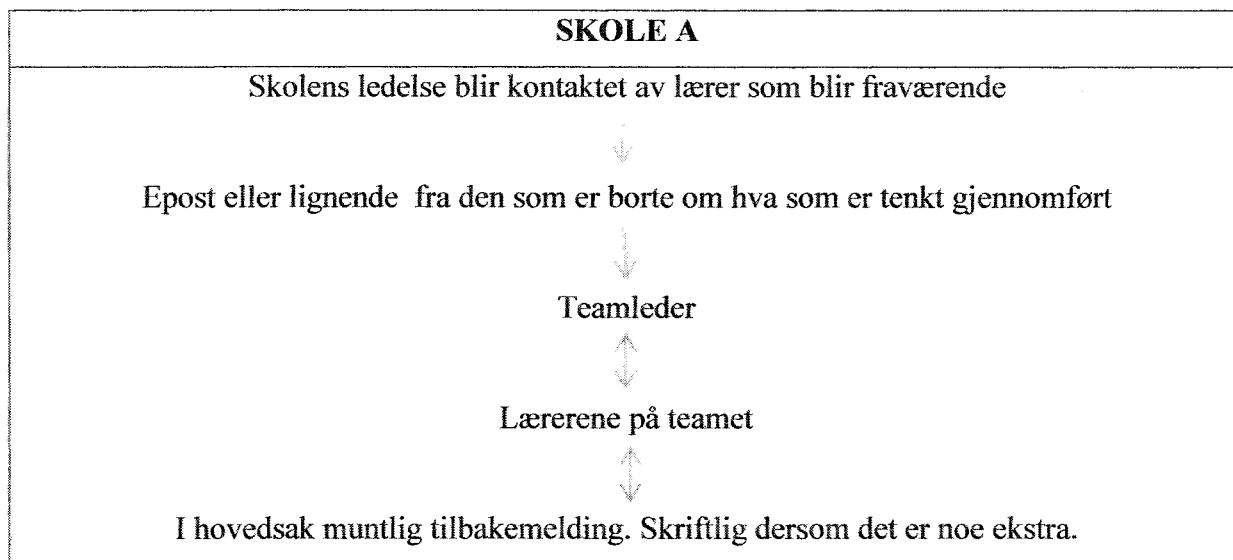 SKOLE A
Skolens ledelse blir kontaktet av lærer som blir fraværende
Epost eller lignende fra den som er borte om hva som er tenkt gjennomført
Teamleder
Lærerene på teamet
I hovedsak muntlig tilbakemelding. Skriftlig dersom det er noe ekstra.